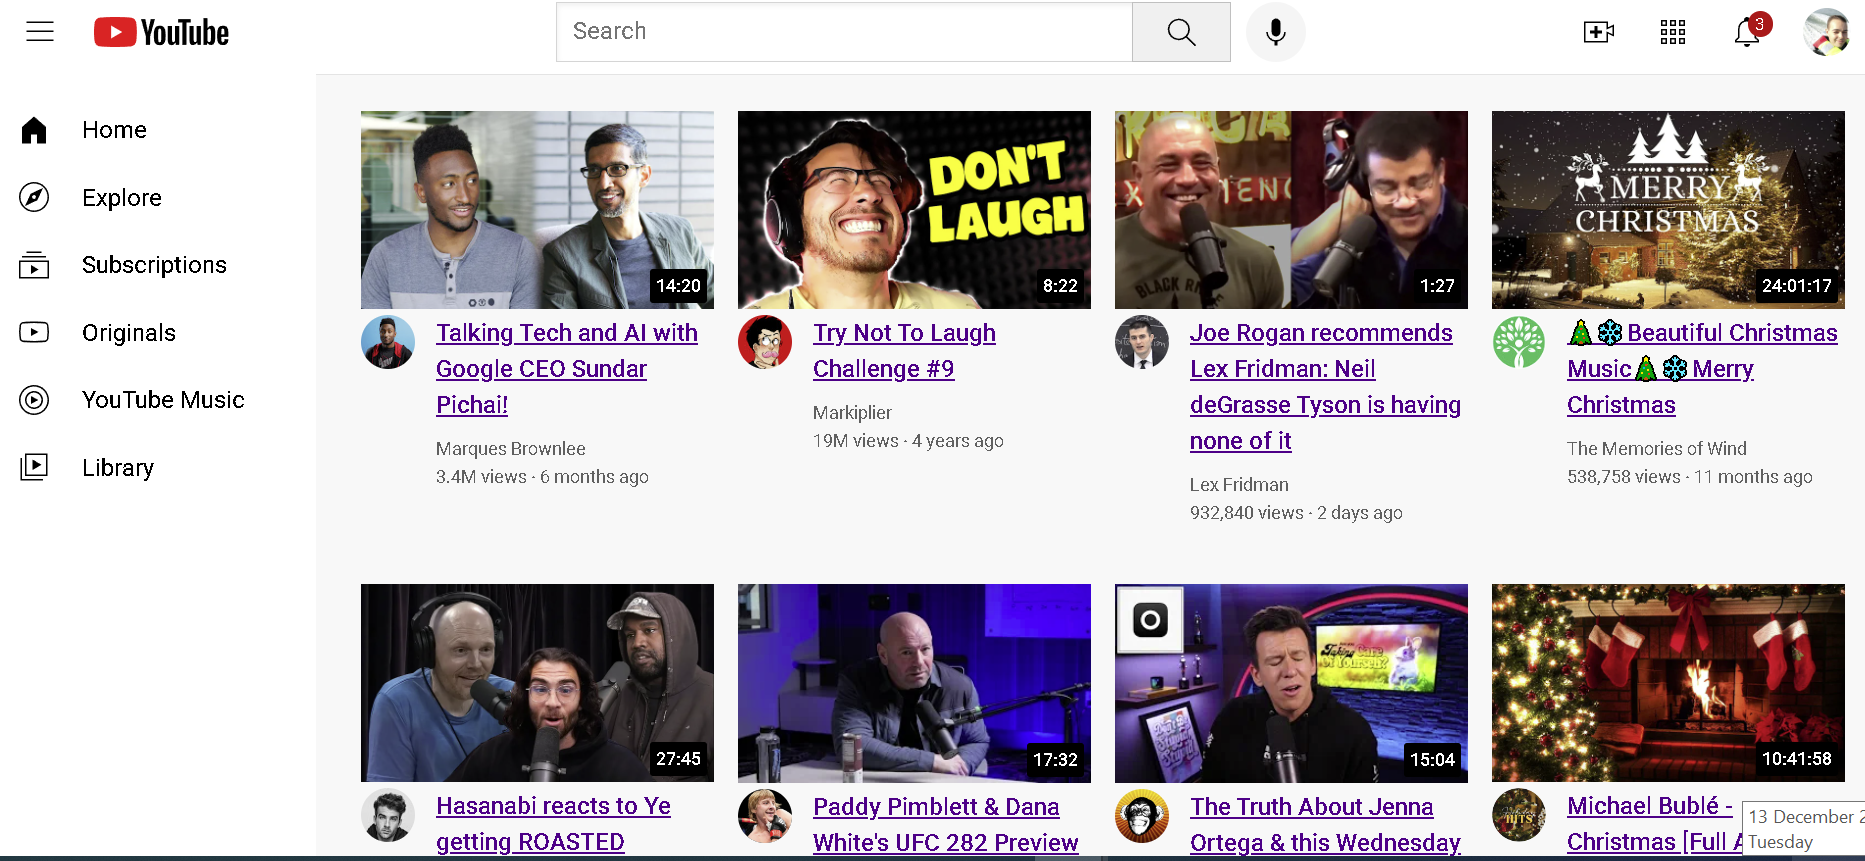 YouTube
Search
3
Home
Explore
Subscriptions
Originals
YouTube Music
Library
DON'T
LAUGH
MERRY
CHRISTMAS
14:20
8:22
1:27
24:01:17
Talking Tech and AI with
Google CEO Sundar
Pichai!
Marques Brownlee
3.4M views · 6 months ago
Try Not To Laugh
Challenge #9
Markiplier
19M views · 4 years ago
Joe Rogan recommends
Lex Fridman: Neil
deGrasse Tyson is having
none of it
Lex Fridman
932,840 views · 2 days ago
🎄❄️Beautiful Christmas
Music🎄❄️Merry
Christmas
The Memories of Wind
538,758 views · 11 months ago
Taking Care
of Yourself?
27:45
17:32
15:04
10:41:58
Hasanabi reacts to Ye
getting ROASTED
Paddy Pimblett & Dana
White's UFC 282 Preview
The Truth About Jenna
Ortega & this Wednesday
HITS
Michael Bublé -
Christmas [Full
13 December
Tuesday